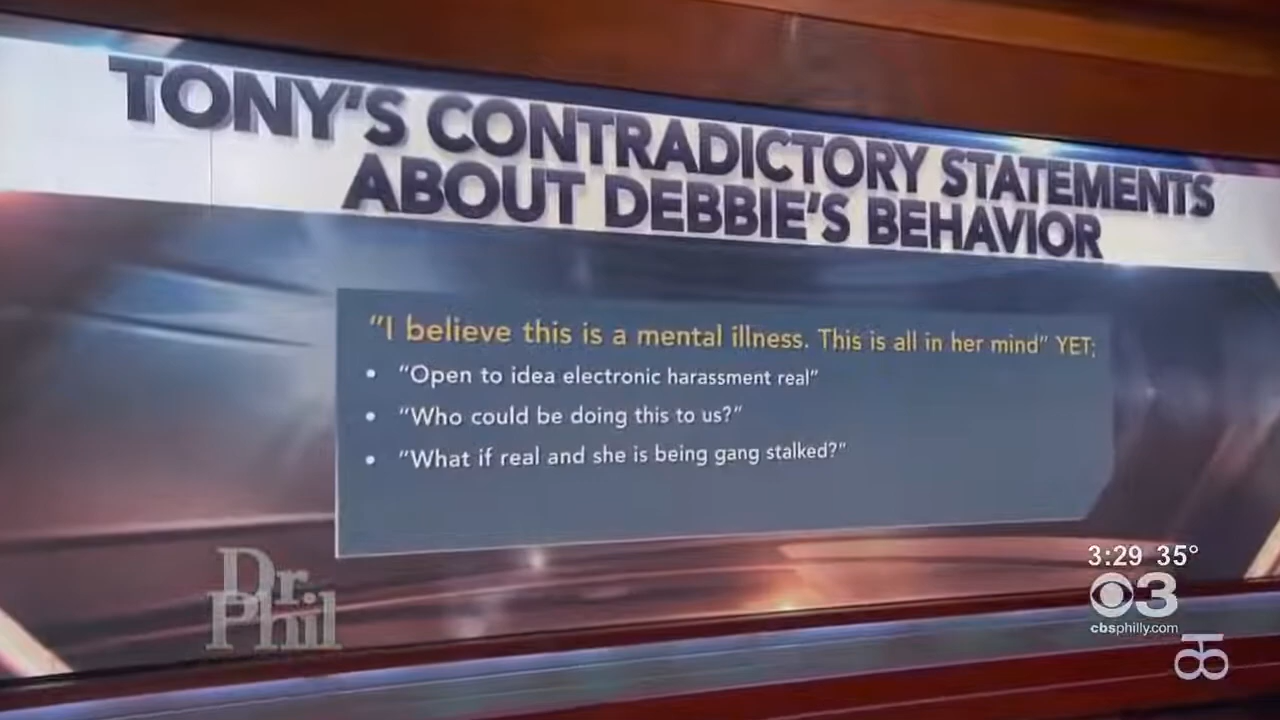 TONY'S CONTRADICTORY STATEMENTS
ABOUT DEBBIE'S BEHAVIOR
"I believe this is a mental illness. This is all in her mind" YET:
• "Open to idea electronic harassment real"
• "Who could be doing this to us?"
• "What if real and she is being gang stalked?"
Dr.
Phil
3:29 35°
3
cbsphilly.com